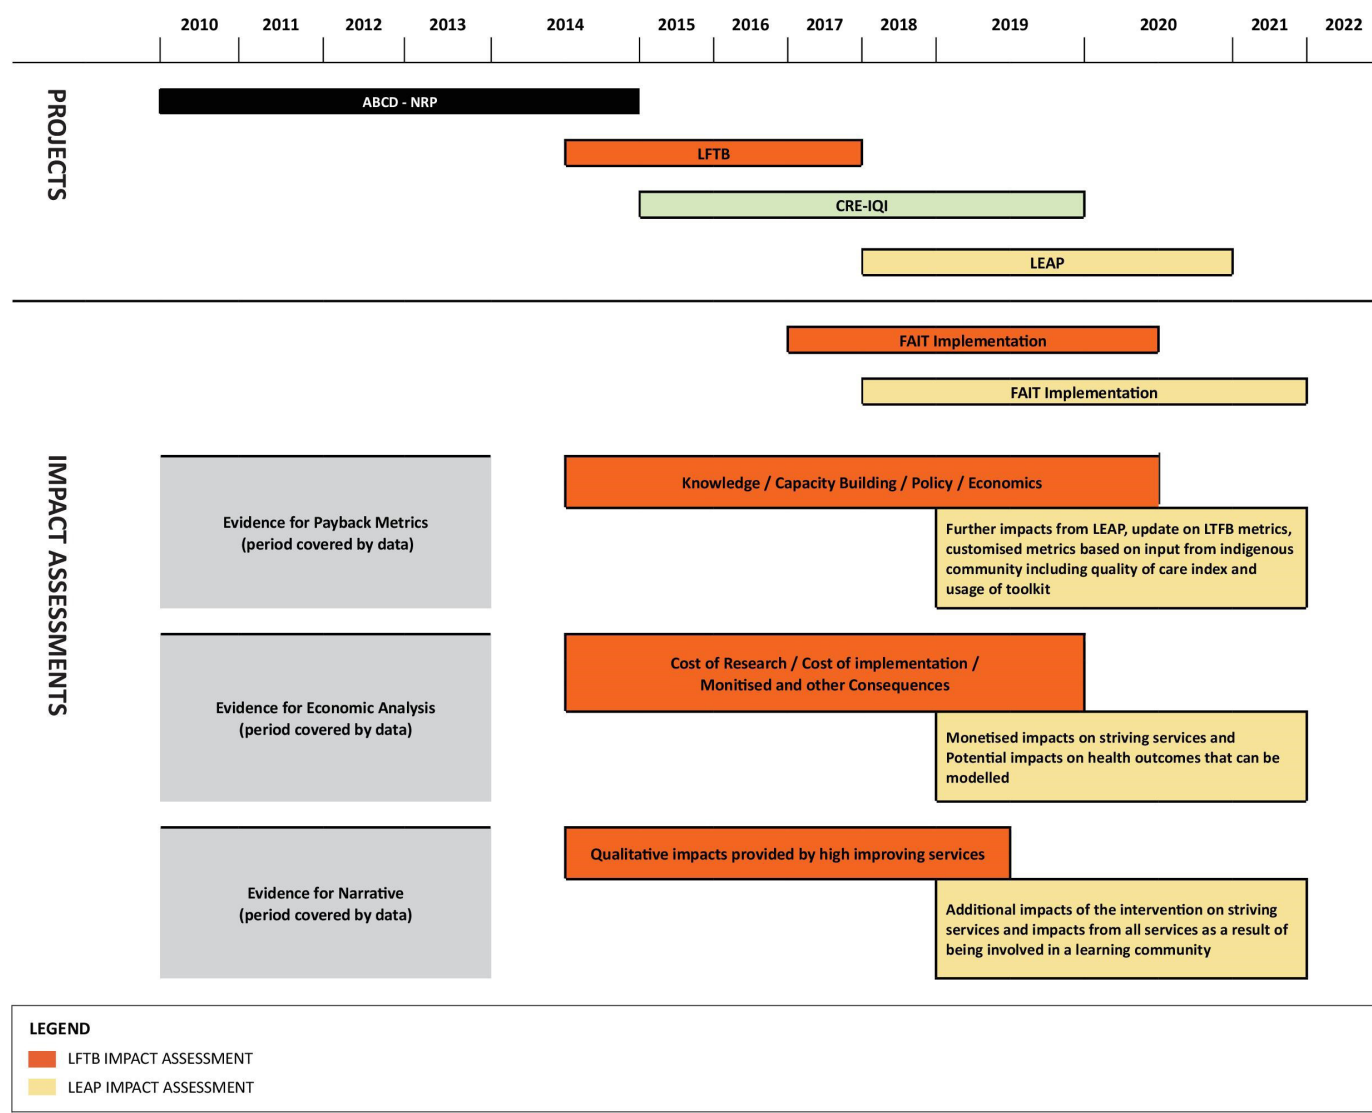 2010 2011 2012 2013 2014 2015 2016 2017 2018 2019 2020 2021 2022
PROJECTS
ABCD - NRP
LFTB
CRE-IQI
LEAP
IMPACT ASSESSMENTS
FAIT Implementation
FAIT Implementation
Evidence for Payback Metrics
(period covered by data)
Knowledge / Capacity Building / Policy / Economics
Further impacts from LEAP, update on LTFB metrics,
customised metrics based on input from indigenous
community including quality of care index and
usage of toolkit
Evidence for Economic Analysis
(period covered by data)
Cost of Research / Cost of implementation /
Monitised and other Consequences
Monetised impacts on striving services and
Potential impacts on health outcomes that can be
modelled
Evidence for Narrative
(period covered by data)
Qualitative impacts provided by high improving services
Additional impacts of the intervention on striving
services and impacts from all services as a result of
being involved in a learning community
LEGEND
LFTB IMPACT ASSESSMENT
LEAP IMPACT ASSESSMENT